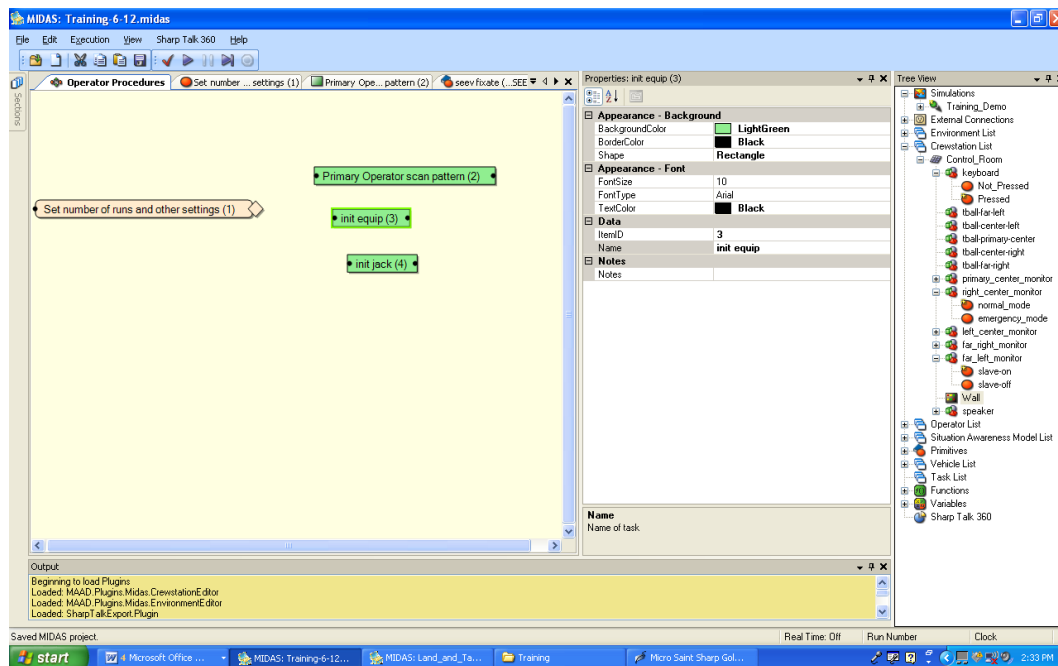 MIDAS: Training-6-12.midas
File Edit Execution View Sharp Talk 360 Help
Sections
Operator Procedures Set number ... settings (1) Primary Ope... pattern (2) seev fixate (...SEE
Primary Operator scan pattern (2)
Set number of runs and other settings (1)
init equip (3)
init jack (4)
Properties: init equip (3)
Appearance - Background
BackgroundColor LightGreen
BorderColor Black
Shape Rectangle
Appearance - Font
FontSize 10
FontType Arial
TextColor Black
Data
ItemID 3
Name init equip
Notes
Notes
Name
Name of task
Tree View
Simulations
Training_Demo
External Connections
Environment List
Crewstation List
Control_Room
keyboard
Not_Pressed
Pressed
tball-far-left
tball-center-left
tball-primary-center
tball-center-right
tball-far-right
primary_center_monitor
right_center_monitor
normal_mode
emergency_mode
left_center_monitor
far_right_monitor
far_left_monitor
slave-on
slave-off
Wall
speaker
Operator List
Situation Awareness Model List
Primitives
Vehicle List
Task List
Functions
Variables
Sharp Talk 360
Output
Beginning to load Plugins
Loaded: MAAD.Plugins.Midas.CrewstationEditor
Loaded: MAAD.Plugins.Midas.EnvironmentEditor
Loaded: SharpTalkExport.Plugin
Saved MIDAS project.
Real Time: Off Run Number Clock
start 4 Microsoft Office ... MIDAS: Training-6-12... MIDAS: Land_and_Ta... Training Micro Saint Sharp Gol... 2:33 PM